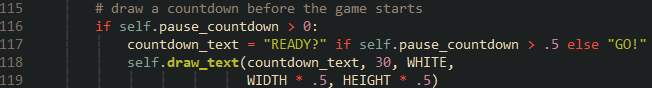 115 # draw a countdown before the game starts
116 if self.pause_countdown > 0:
117 countdown_text = "READY?" if self.pause_countdown > .5 else "GO!"
118 self.draw_text(countdown_text, 30, WHITE,
119 WIDTH * .5, HEIGHT * .5)